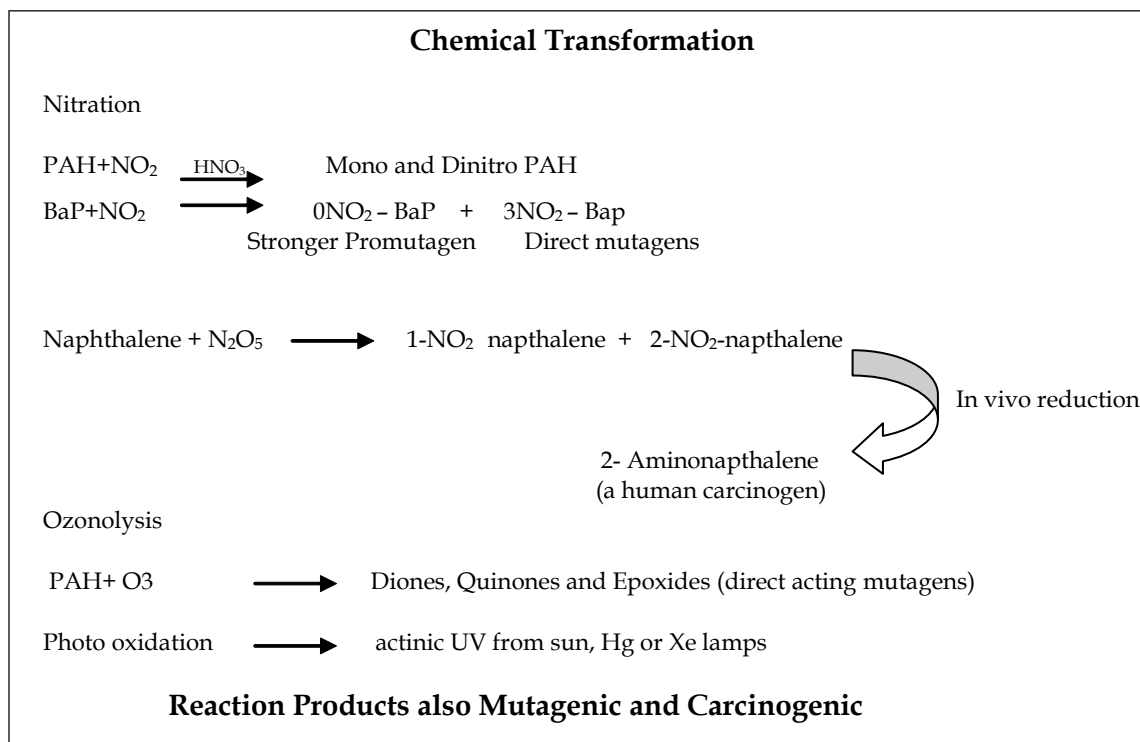 Chemical Transformation
Nitration
PAH+NO₂ HNO₃ Mono and Dinitro PAH
BaP+NO₂ 0NO₂ – BaP + 3NO₂ – Bap
Stronger Promutagen Direct mutagens
Naphthalene + N₂O₅ 1-NO₂ napthalene + 2-NO₂-napthalene
In vivo reduction
2- Aminonapthalene
(a human carcinogen)
Ozonolysis
PAH+ O3 Diones, Quinones and Epoxides (direct acting mutagens)
Photo oxidation actinic UV from sun, Hg or Xe lamps
Reaction Products also Mutagenic and Carcinogenic